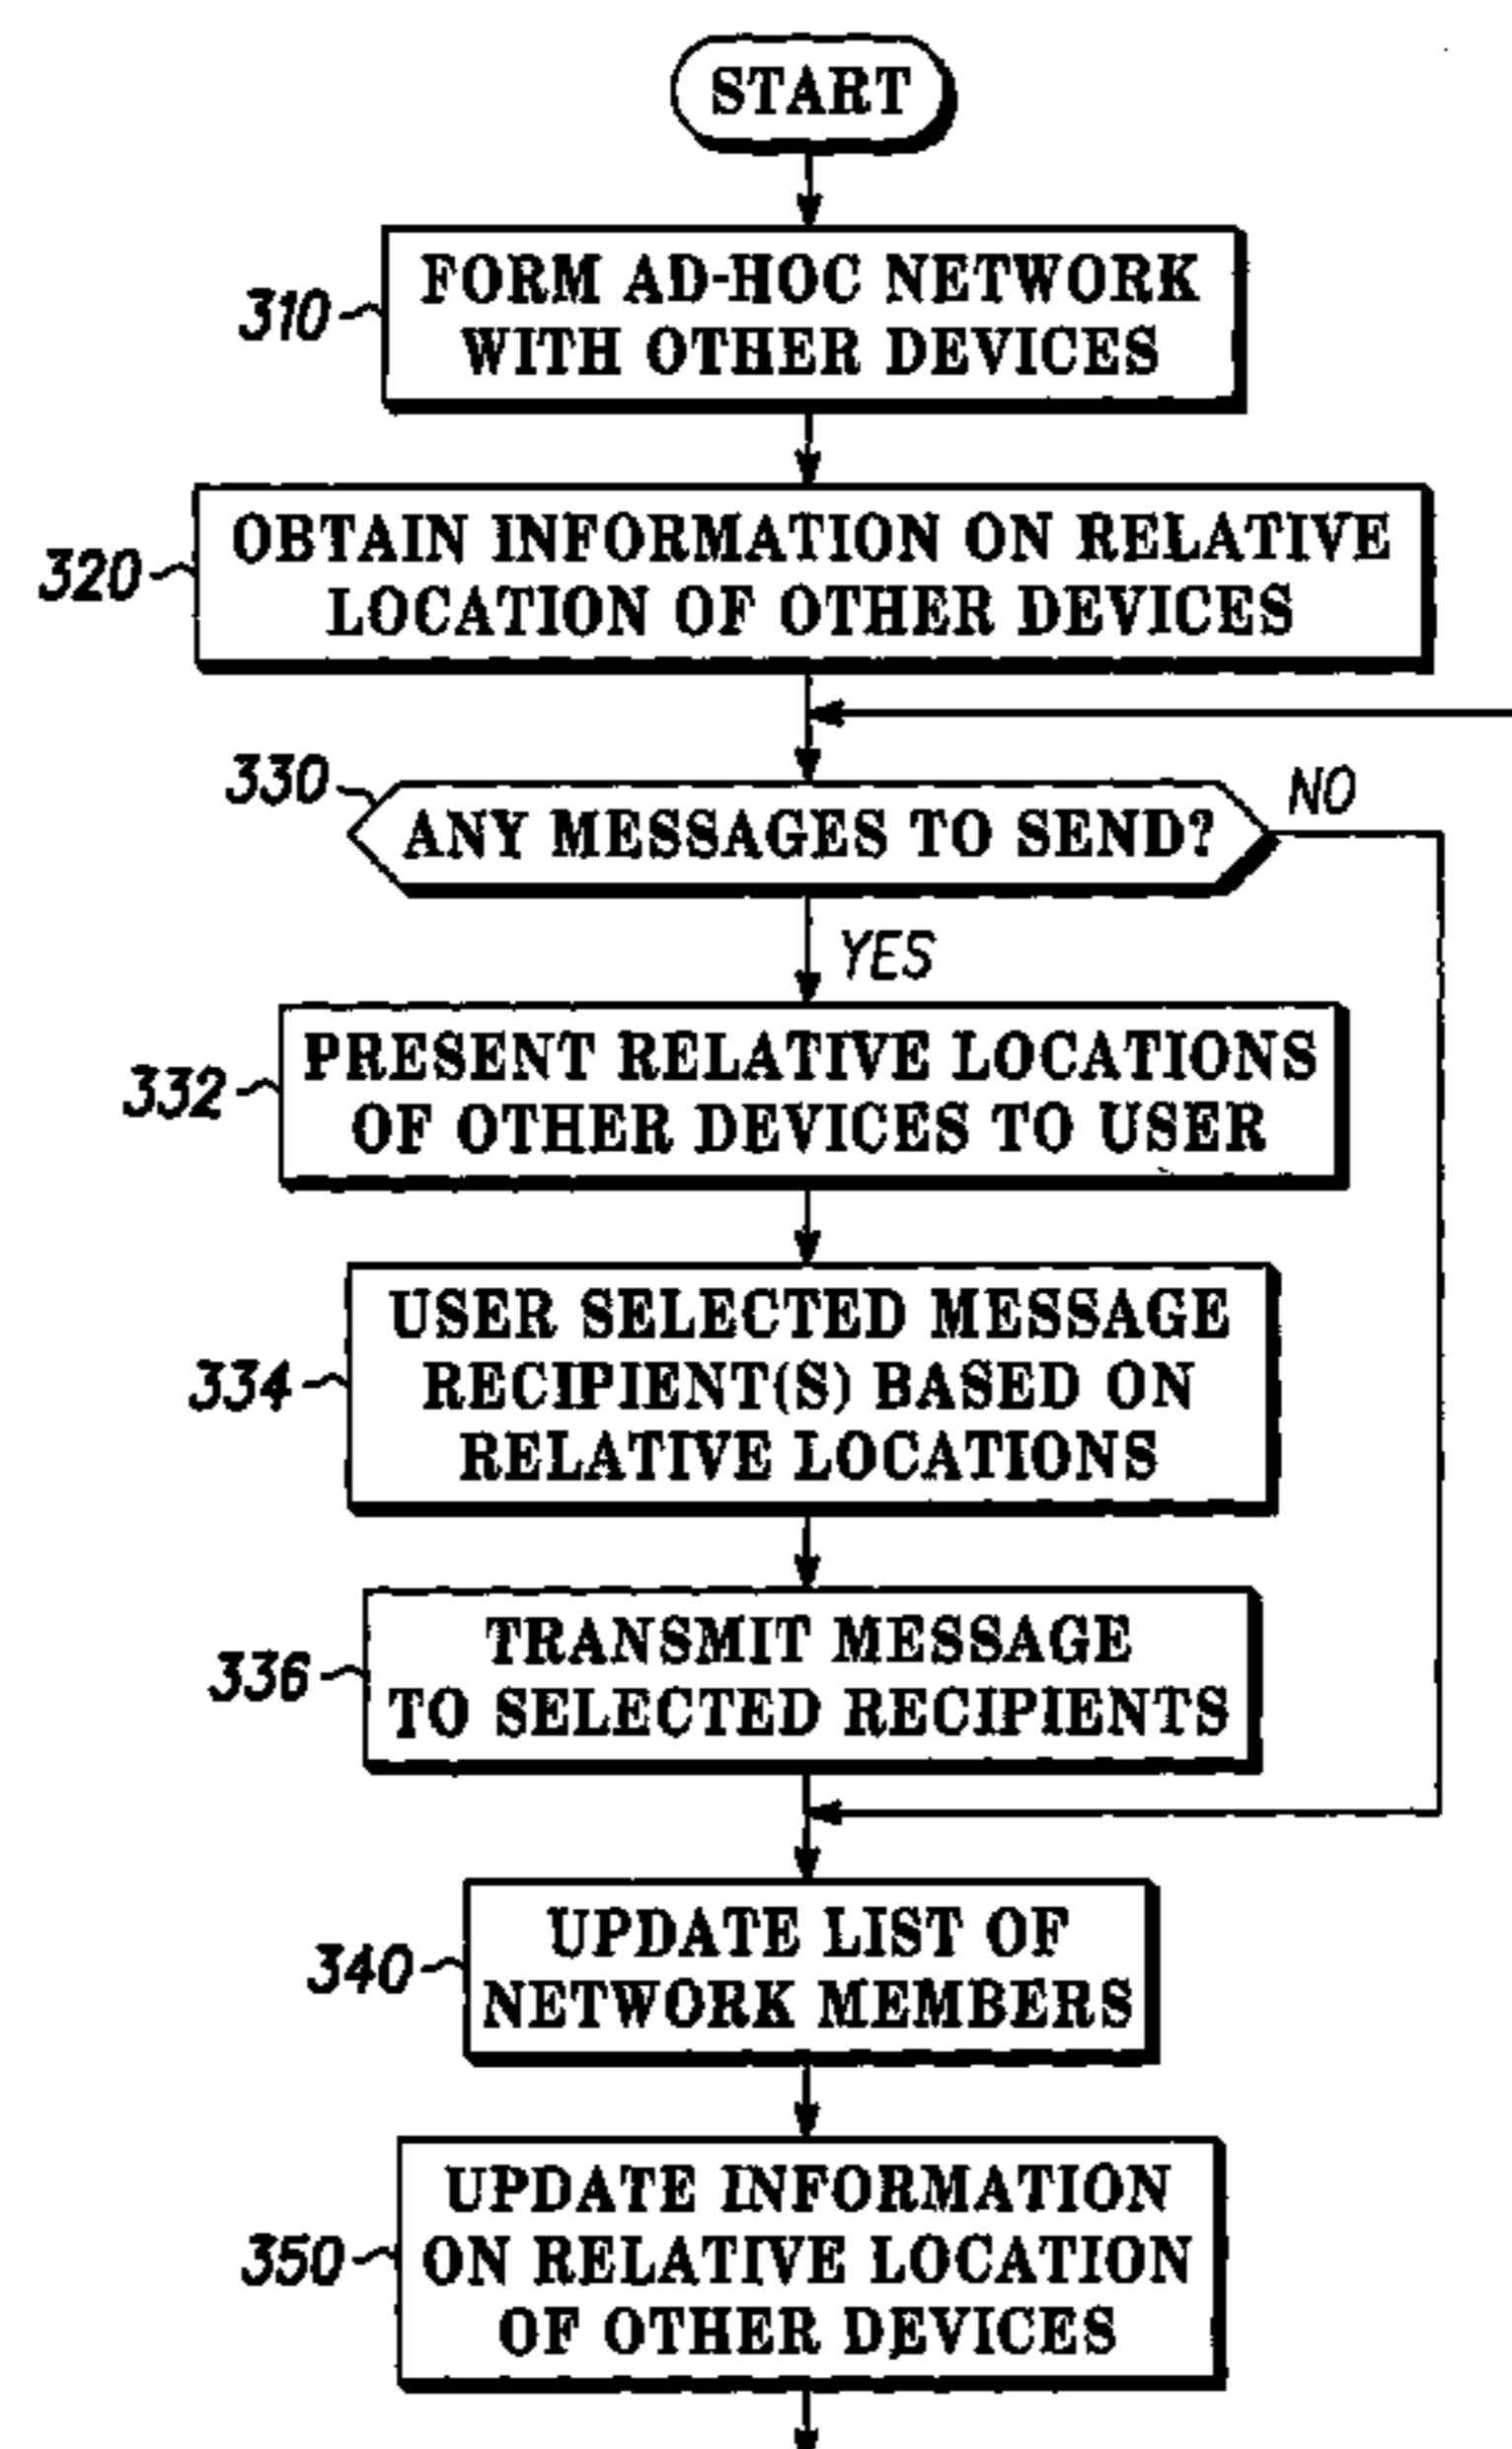 START
310
FORM AD-HOC NETWORK
WITH OTHER DEVICES
320
OBTAIN INFORMATION ON RELATIVE
LOCATION OF OTHER DEVICES
330
ANY MESSAGES TO SEND?
NO
YES
332
PRESENT RELATIVE LOCATIONS
OF OTHER DEVICES TO USER
334
USER SELECTED MESSAGE
RECIPIENT(S) BASED ON
RELATIVE LOCATIONS
336
TRANSMIT MESSAGE
TO SELECTED RECIPIENTS
340
UPDATE LIST OF
NETWORK MEMBERS
350
UPDATE INFORMATION
ON RELATIVE LOCATION
OF OTHER DEVICES